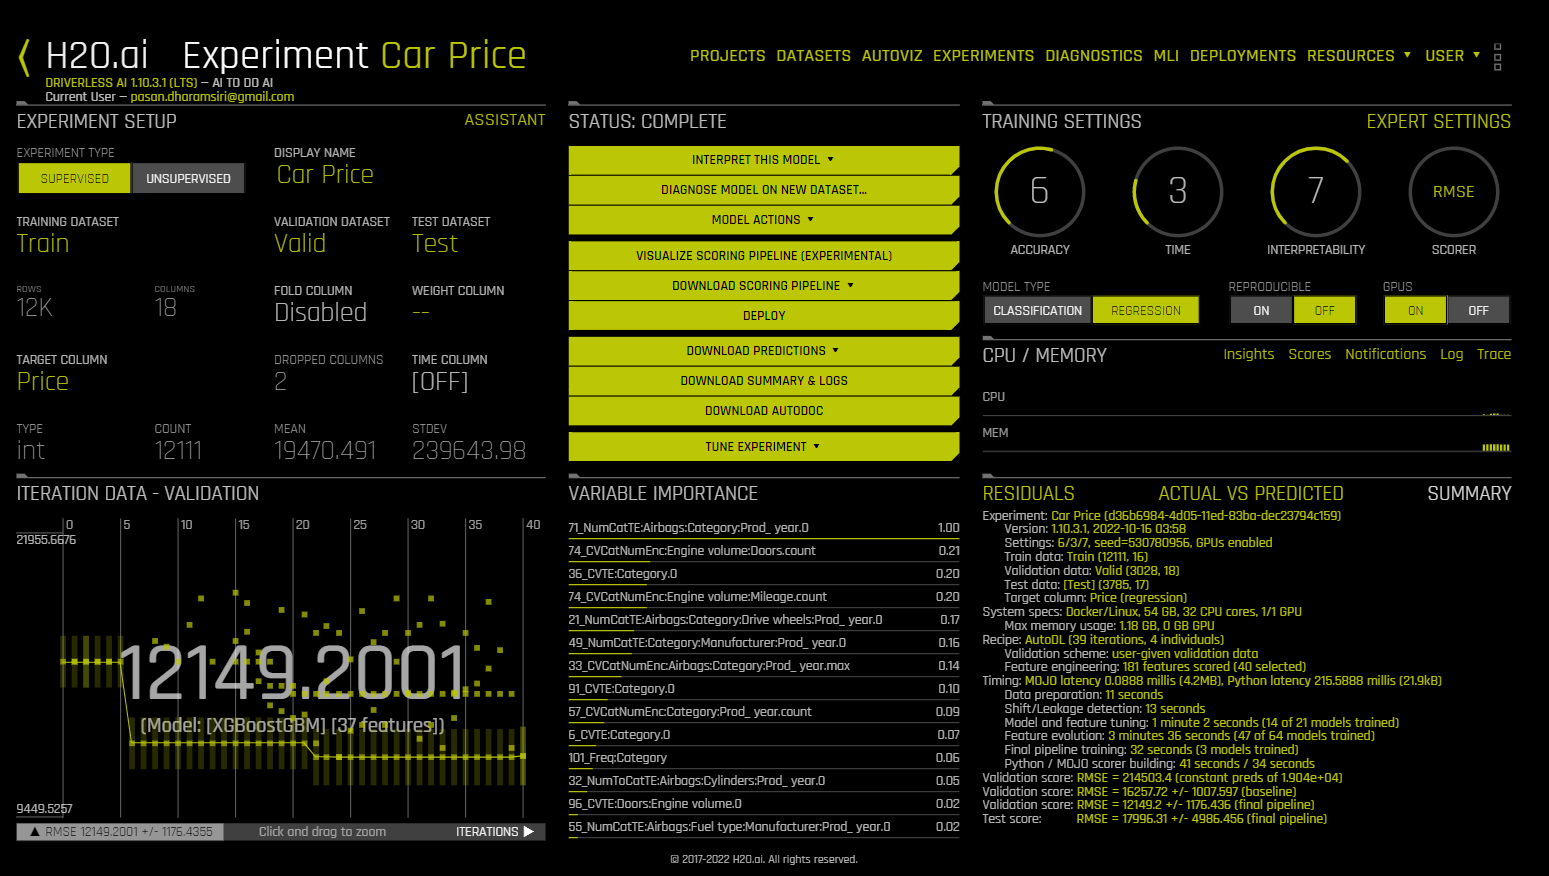 H2O.ai Experiment Car Price
DRIVERLESS AI 1.10.3.1 (LTS) – AI TO DO AI
Current User – pasan.dharamsiri@gmail.com
PROJECTS DATASETS AUTOVIZ EXPERIMENTS DIAGNOSTICS MLI DEPLOYMENTS RESOURCES USER
EXPERIMENT SETUP ASSISTANT
EXPERIMENT TYPE
SUPERVISED UNSUPERVISED
DISPLAY NAME
Car Price
TRAINING DATASET VALIDATION DATASET TEST DATASET
Train Valid Test
ROWS COLUMNS FOLD COLUMN WEIGHT COLUMN
12K 18 Disabled --
TARGET COLUMN DROPPED COLUMNS TIME COLUMN
Price 2 [OFF]
TYPE COUNT MEAN STDEV
int 12111 19470.491 239643.98
STATUS: COMPLETE
INTERPRET THIS MODEL
DIAGNOSE MODEL ON NEW DATASET...
MODEL ACTIONS
VISUALIZE SCORING PIPELINE (EXPERIMENTAL)
DOWNLOAD SCORING PIPELINE
DEPLOY
DOWNLOAD PREDICTIONS
DOWNLOAD SUMMARY & LOGS
DOWNLOAD AUTODOC
TUNE EXPERIMENT
TRAINING SETTINGS EXPERT SETTINGS
6 3 7 RMSE
ACCURACY TIME INTERPRETABILITY SCORER
MODEL TYPE REPRODUCIBLE GPUS
CLASSIFICATION REGRESSION ON OFF ON OFF
CPU / MEMORY Insights Scores Notifications Log Trace
CPU
MEM
ITERATION DATA - VALIDATION
0 5 10 15 20 25 30 35 40
21955.6676
12149.2001
(Model: [XGBoostGBM] [37 features])
9449.5257
RMSE 12149.2001 +/- 1176.4355 Click and drag to zoom ITERATIONS
VARIABLE IMPORTANCE
71_NumCatTE:Airbags:Category:Prod_ year.0 1.00
74_CVCatNumEnc:Engine volume:Doors.count 0.21
36_CVTE:Category.0 0.20
74_CVCatNumEnc:Engine volume:Mileage.count 0.20
21_NumCatTE:Airbags:Category:Drive wheels:Prod_ year.0 0.17
49_NumCatTE:Category:Manufacturer:Prod_ year.0 0.16
33_CVCatNumEnc:Airbags:Category:Prod_ year.max 0.14
91_CVTE:Category.0 0.10
57_CVCatNumEnc:Category:Prod_ year.count 0.09
6_CVTE:Category.0 0.07
101_Freq:Category 0.06
32_NumToCatTE:Airbags:Cylinders:Prod_ year.0 0.05
96_CVTE:Doors:Engine volume.0 0.02
55_NumCatTE:Airbags:Fuel type:Manufacturer:Prod_ year.0 0.02
RESIDUALS ACTUAL VS PREDICTED SUMMARY
Experiment: Car Price (d36b6984-4d05-11ed-83ba-dec23794c159)
Version: 1.10.3.1, 2022-10-16 03:58
Settings: 6/3/7, seed=530780956, GPUs enabled
Train data: Train (12111, 16)
Validation data: Valid (3028, 18)
Test data: [Test] (3785, 17)
Target column: Price (regression)
System specs: Docker/Linux, 54 GB, 32 CPU cores, 1/1 GPU
Max memory usage: 1.18 GB, 0 GB GPU
Recipe: AutoDL (39 iterations, 4 individuals)
Validation scheme: user-given validation data
Feature engineering: 181 features scored (40 selected)
Timing: MOJO latency 0.0888 millis (4.2MB), Python latency 215.5888 millis (21.9kB)
Data preparation: 11 seconds
Shift/Leakage detection: 13 seconds
Model and feature tuning: 1 minute 2 seconds (14 of 21 models trained)
Feature evolution: 3 minutes 36 seconds (47 of 64 models trained)
Final pipeline training: 32 seconds (3 models trained)
Python / MOJO scorer building: 41 seconds / 34 seconds
Validation score: RMSE = 214503.4 (constant preds of 1.904e+04)
Validation score: RMSE = 16257.72 +/- 1007.597 (baseline)
Validation score: RMSE = 12149.2 +/- 1176.436 (final pipeline)
Test score: RMSE = 17996.31 +/- 4986.456 (final pipeline)
© 2017-2022 H2O.ai. All rights reserved.